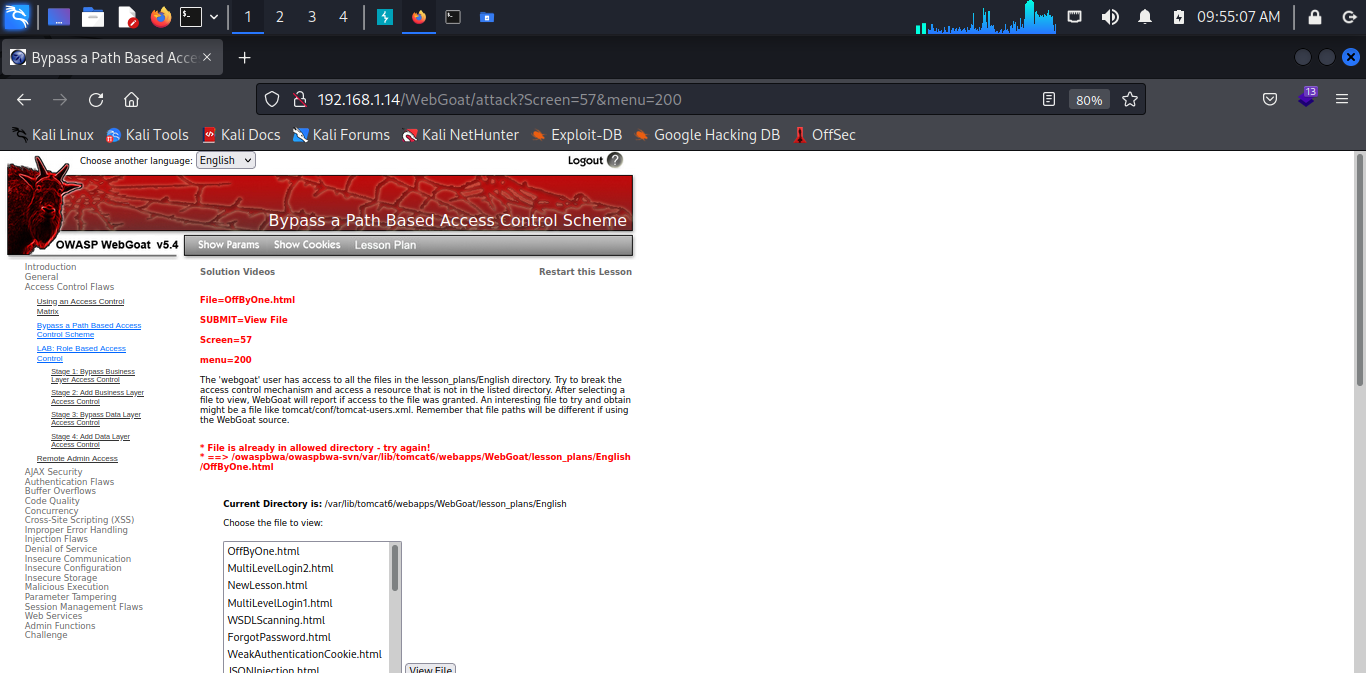 1 2 3 4 09:55:07 AM
Bypass a Path Based Acce
192.168.1.14/WebGoat/attack?Screen=57&menu=200 80% 13
Kali Linux Kali Tools Kali Docs Kali Forums Kali NetHunter Exploit-DB Google Hacking DB OffSec
Choose another language: English Logout ?
Bypass a Path Based Access Control Scheme
OWASP WebGoat v5.4 Show Params Show Cookies Lesson Plan
Introduction
General
Access Control Flaws
Using an Access Control
Matrix
Bypass a Path Based Access
Control Scheme
LAB: Role Based Access
Control
Stage 1: Bypass Business
Layer Access Control
Stage 2: Add Business Layer
Access Control
Stage 3: Bypass Data Layer
Access Control
Stage 4: Add Data Layer
Access Control
Remote Admin Access
AJAX Security
Authentication Flaws
Buffer Overflows
Code Quality
Concurrency
Cross-Site Scripting (XSS)
Improper Error Handling
Injection Flaws
Denial of Service
Insecure Communication
Insecure Configuration
Insecure Storage
Malicious Execution
Parameter Tampering
Session Management Flaws
Web Services
Admin Functions
Challenge
Solution Videos Restart this Lesson
File=OffByOne.html
SUBMIT=View File
Screen=57
menu=200
The 'webgoat' user has access to all the files in the lesson_plans/English directory. Try to break the
access control mechanism and access a resource that is not in the listed directory. After selecting a
file to view, WebGoat will report if access to the file was granted. An interesting file to try and obtain
might be a file like tomcat/conf/tomcat-users.xml. Remember that file paths will be different if using
the WebGoat source.
* File is already in allowed directory - try again!
* ==> /owaspbwa/owaspbwa-svn/var/lib/tomcat6/webapps/WebGoat/lesson_plans/English
/OffByOne.html
Current Directory is: /var/lib/tomcat6/webapps/WebGoat/lesson_plans/English
Choose the file to view:
OffByOne.html
MultiLevelLogin2.html
NewLesson.html
MultiLevelLogin1.html
WSDLScanning.html
ForgotPassword.html
WeakAuthenticationCookie.html
JSONInjection.html
View File